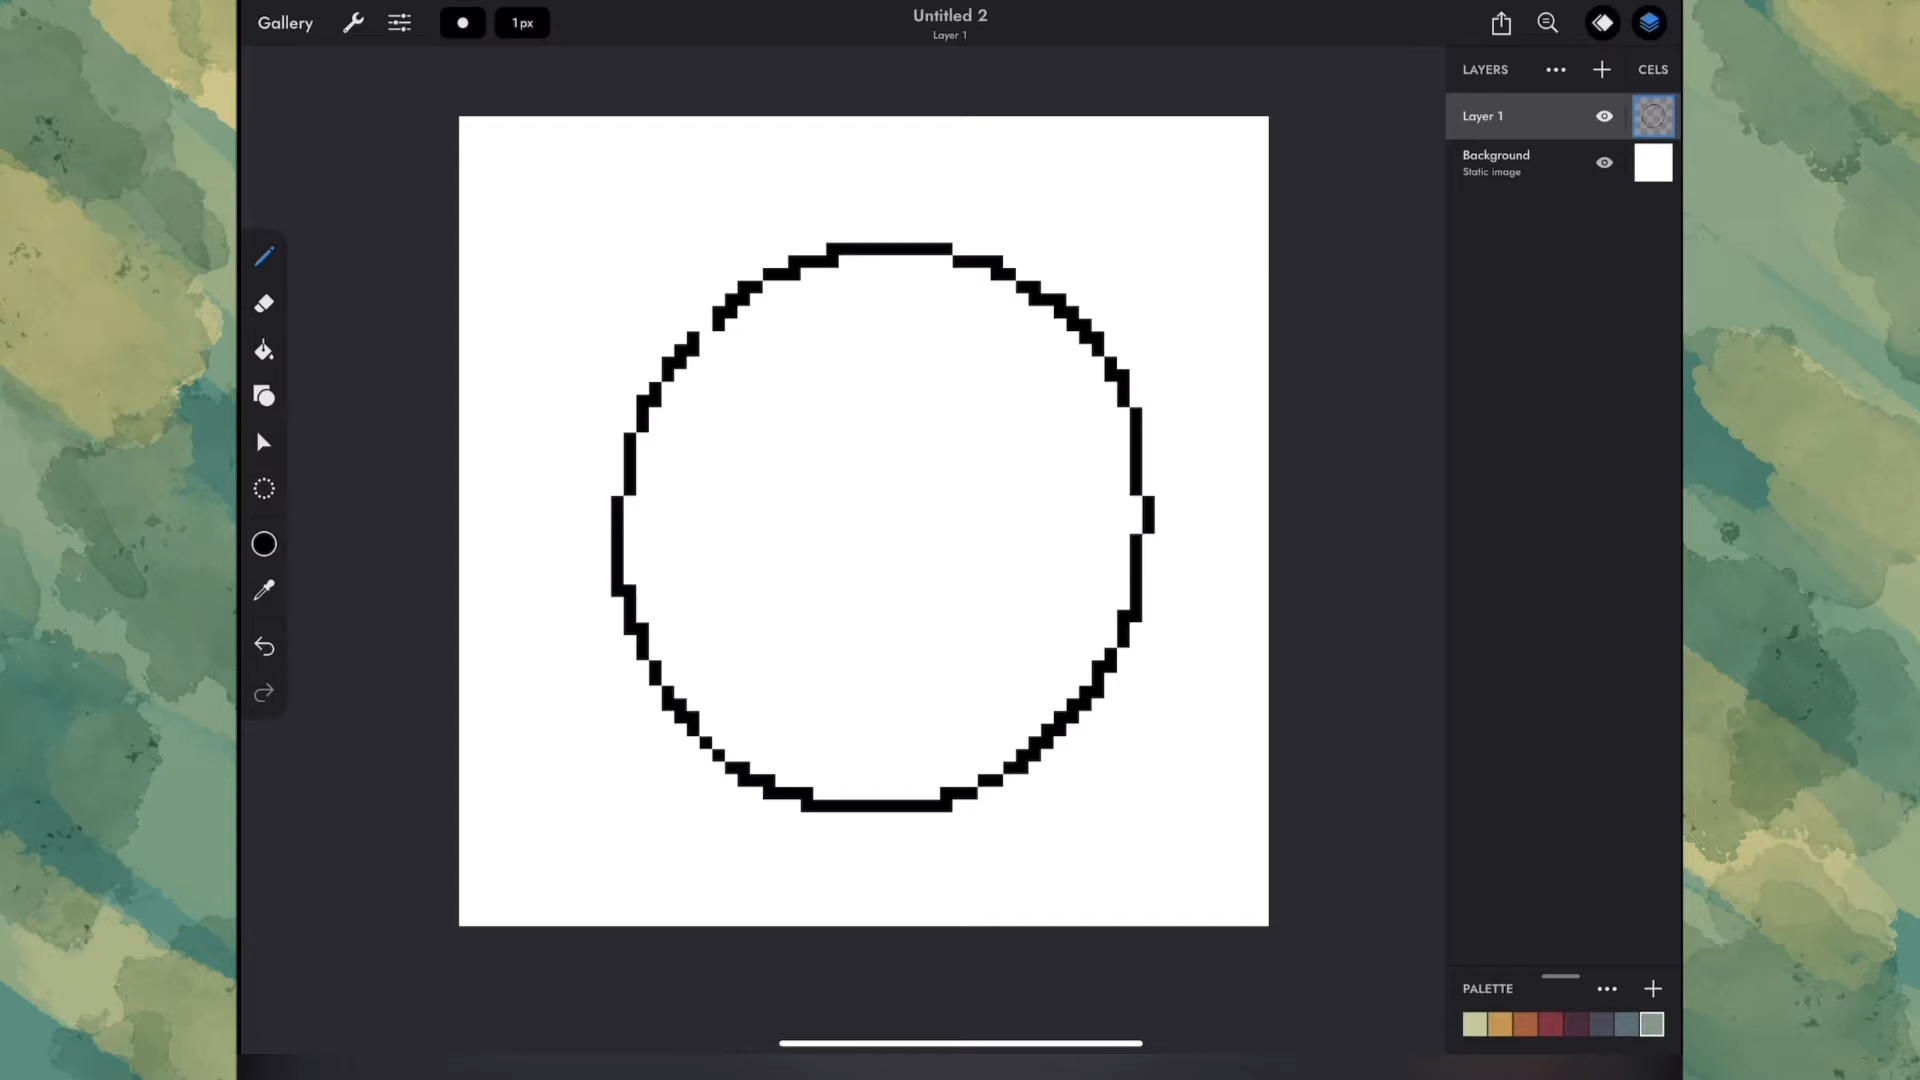 Gallery
1px
Untitled 2
Layer 1
LAYERS
CELS
Layer 1
Background
Static image
PALETTE